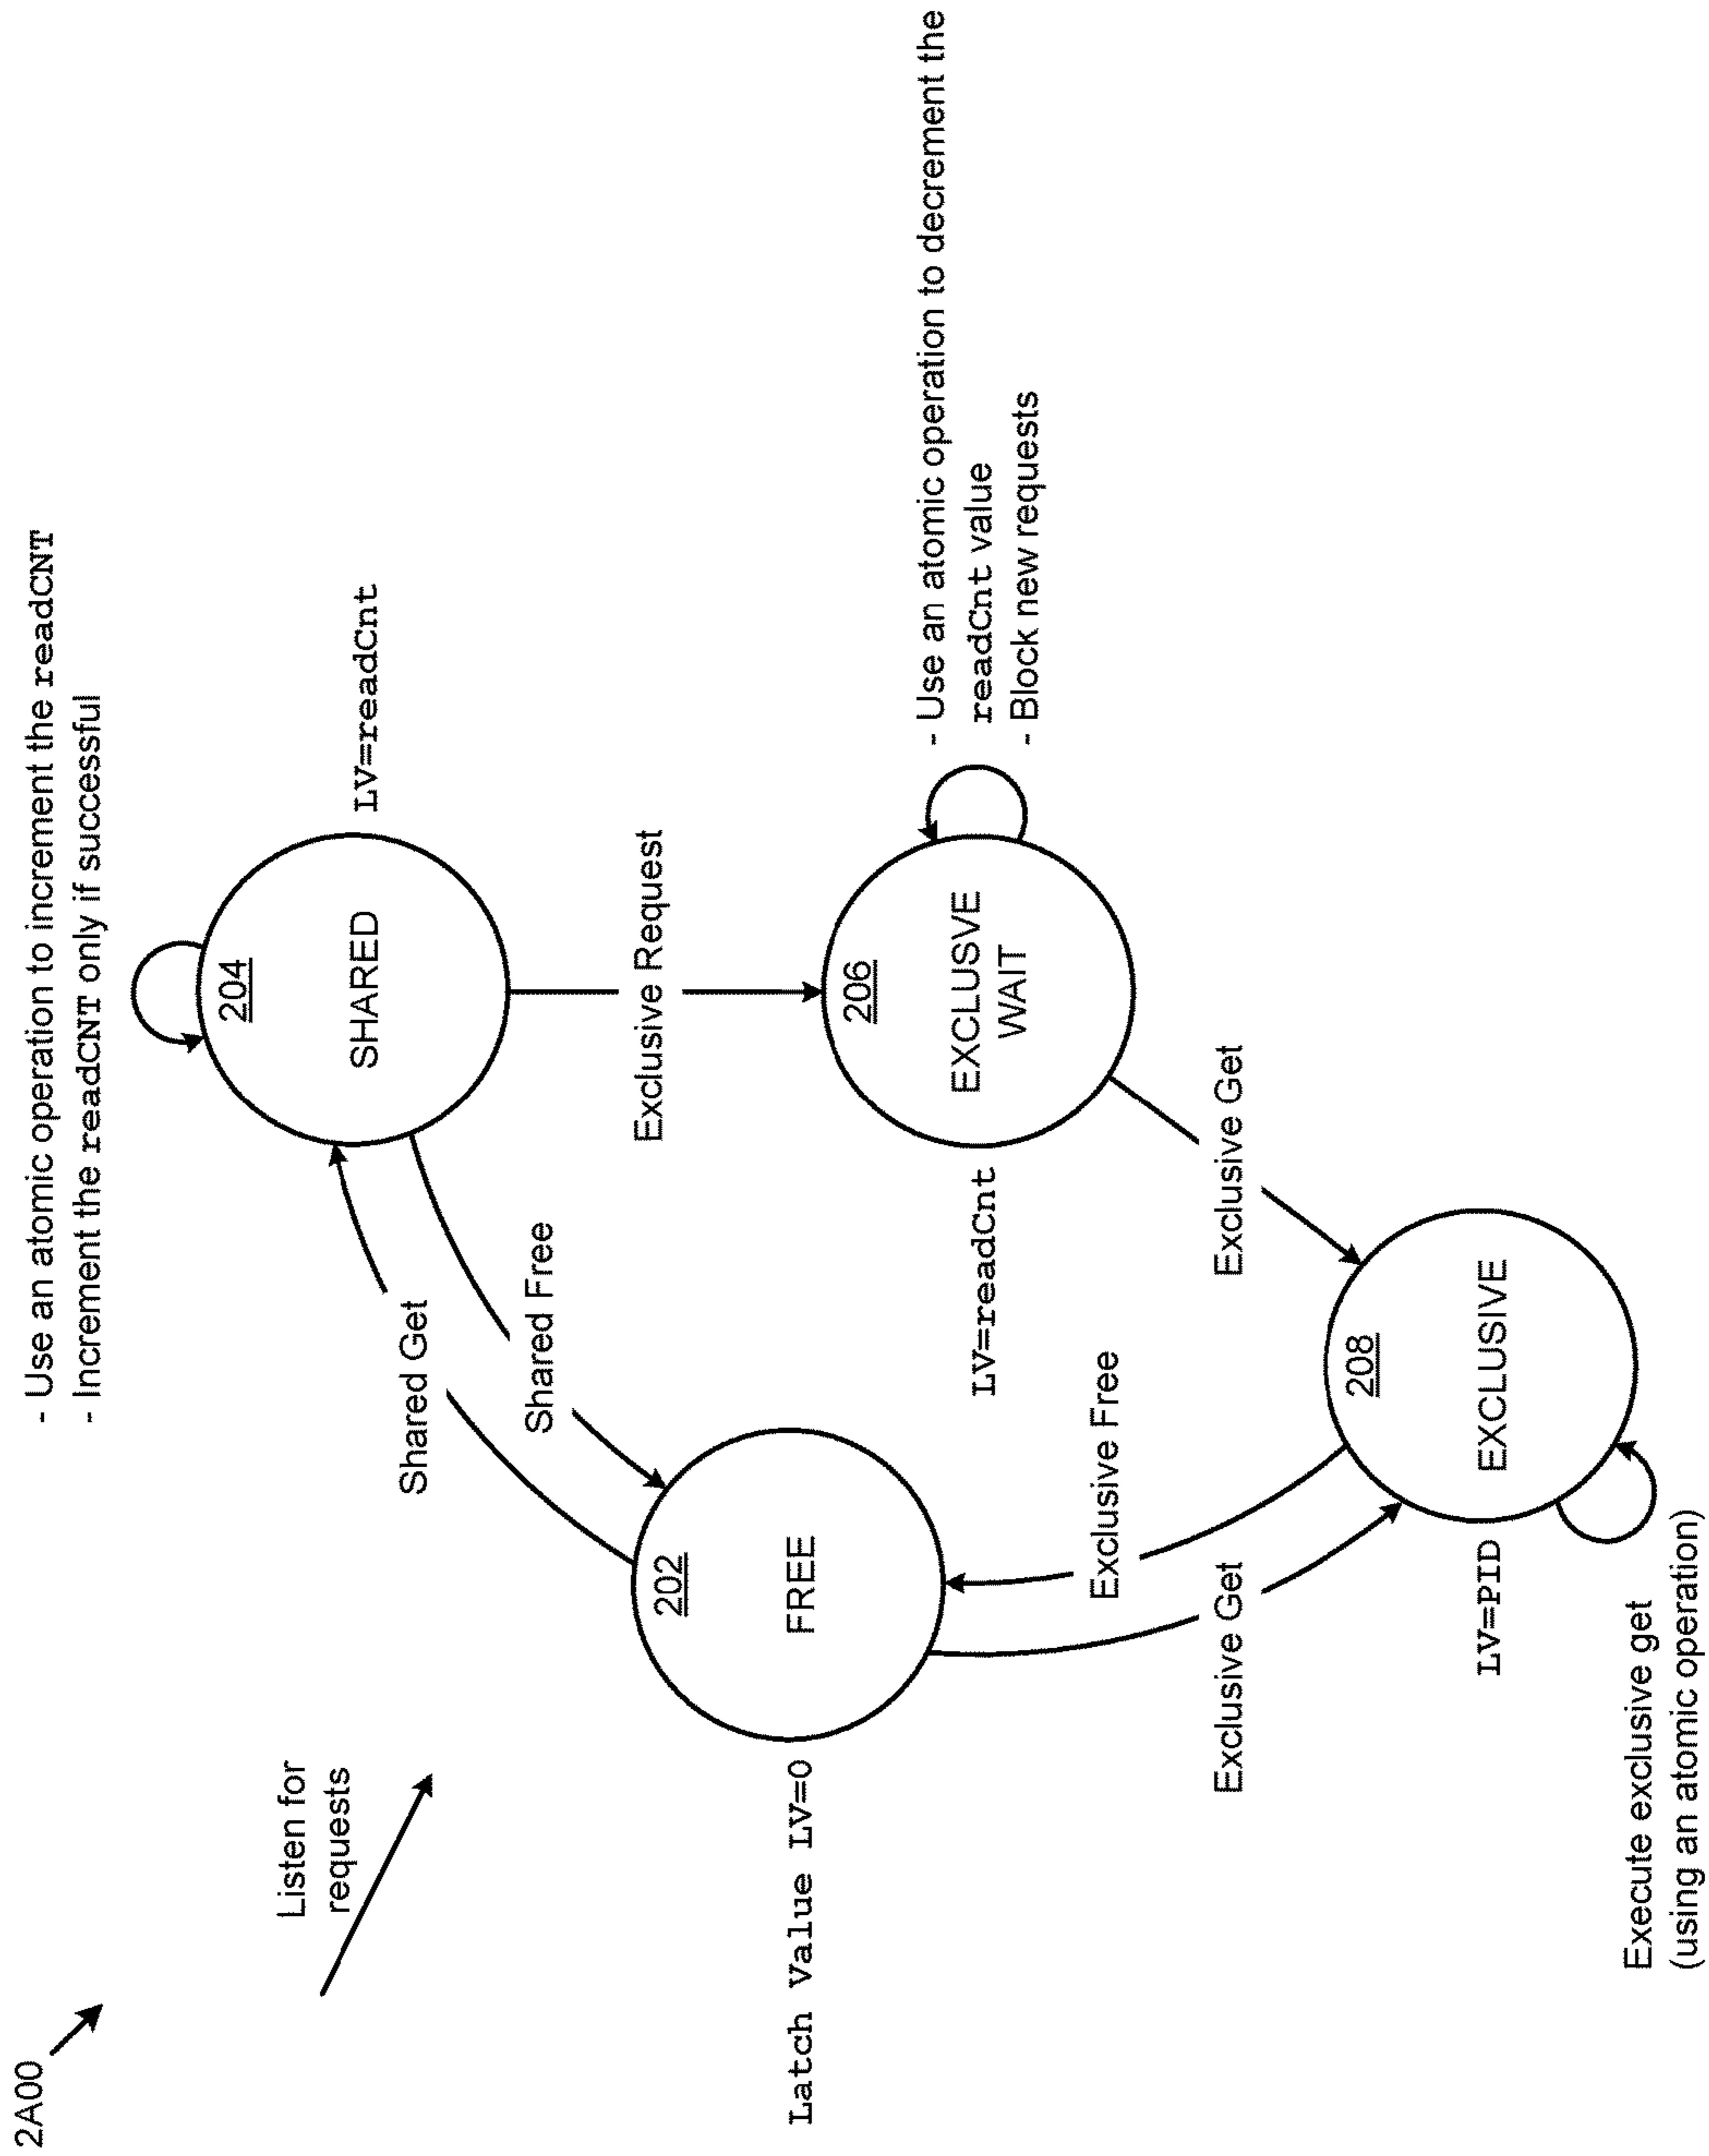 2A00
Listen for
requests
- Use an atomic operation to increment the readCNT
- Increment the readCNT only if successful
204
SHARED
LV=readCnt
Shared Get
Shared Free
Exclusive Request
202
FREE
Latch Value LV=0
206
EXCLUSVE
WAIT
LV=readCnt
- Use an atomic operation to decrement the
readCnt value
- Block new requests
Exclusive Free
Exclusive Get
Exclusive Get
208
EXCLUSIVE
LV=PID
Execute exclusive get
(using an atomic operation)